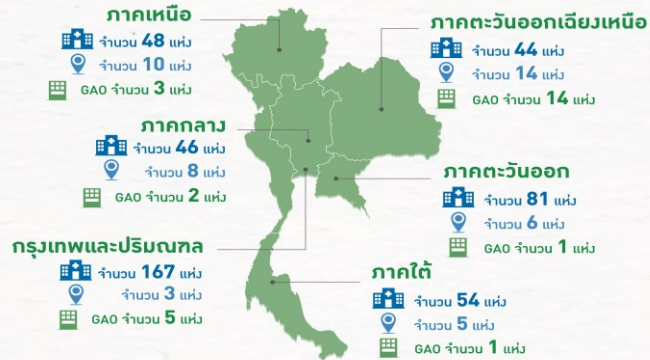 ภาคเหนือ
จำนวน 48 แห่ง
จำนวน 10 แห่ง
GAO จำนวน 3 แห่ง
ภาคตะวันออกเฉียงเหนือ
จำนวน 44 แห่ง
จำนวน 14 แห่ง
GAO จำนวน 14 แห่ง
ภาคกลาง
จำนวน 46 แห่ง
จำนวน 8 แห่ง
GAO จำนวน 2 แห่ง
ภาคตะวันออก
จำนวน 81 แห่ง
จำนวน 6 แห่ง
GAO จำนวน 1 แห่ง
กรุงเทพและปริมณฑล
จำนวน 167 แห่ง
จำนวน 3 แห่ง
GAO จำนวน 5 แห่ง
ภาคใต้
จำนวน 54 แห่ง
จำนวน 5 แห่ง
GAO จำนวน 1 แห่ง